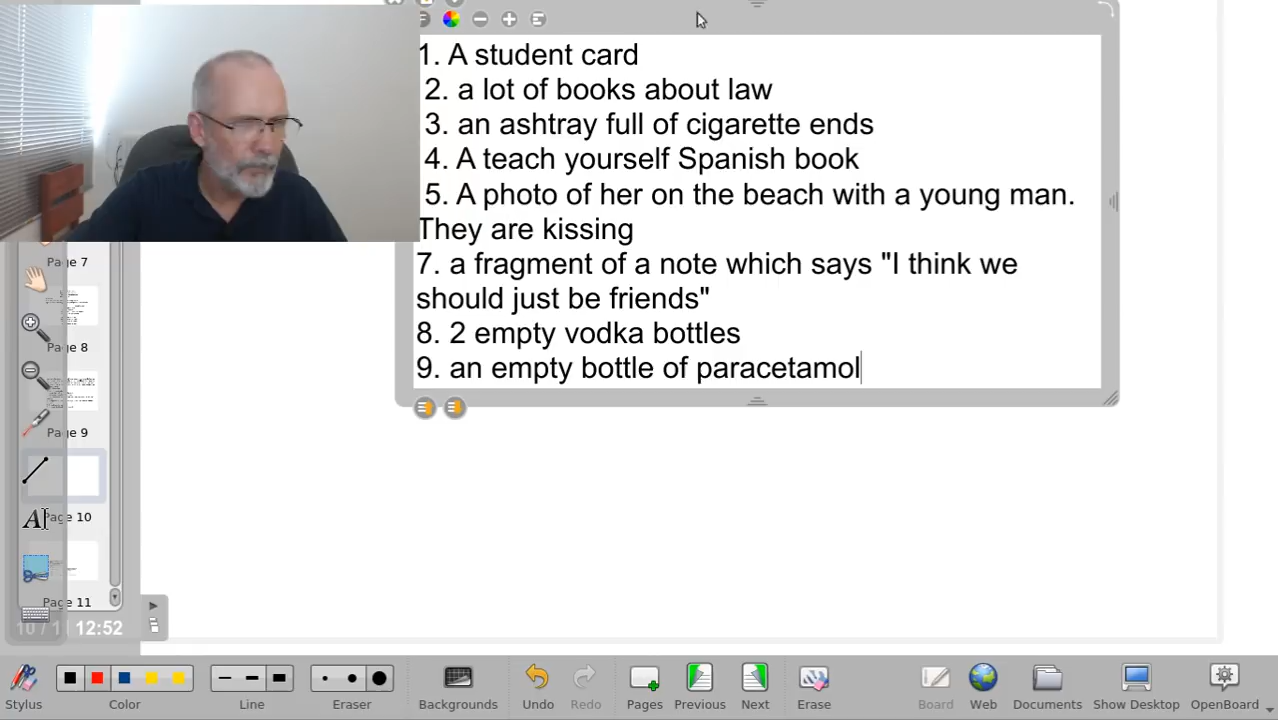 1. A student card
2. a lot of books about law
3. an ashtray full of cigarette ends
4. A teach yourself Spanish book
5. A photo of her on the beach with a young man.
They are kissing
7. a fragment of a note which says "I think we
should just be friends"
8. 2 empty vodka bottles
9. an empty bottle of paracetamol
Page 7
Page 8
Page 9
Page 10
Page 11
12:52
Stylus
Color
Line
Eraser
Backgrounds
Undo
Redo
Pages
Previous
Next
Erase
Board
Web
Documents
Show Desktop
OpenBoard